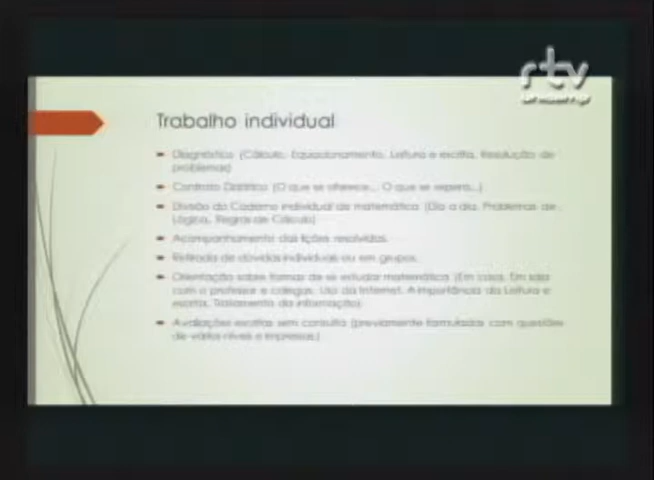 rtv
unicamp
Trabalho individual
Diagnóstico (Cálculo, Equacionamento, Leitura e escrita, Resolução de
problemas)
Contrato Didático (O que se oferece... O que se espera...)
Divisão do Caderno individual de matemática (Dia a dia, Problemas de
Lógica, Regras de Cálculo)
Acompanhamento das lições resolvidas.
Retirada de dúvidas individuais ou em grupos.
Orientação sobre formas de se estudar matemática (Em casa, Em sala
com o professor e colegas, Uso da Internet, A importância da Leitura e
escrita, Tratamento da informação)
Avaliações escritas sem consulta (previamente formuladas com questões
de vários níveis e impressas)